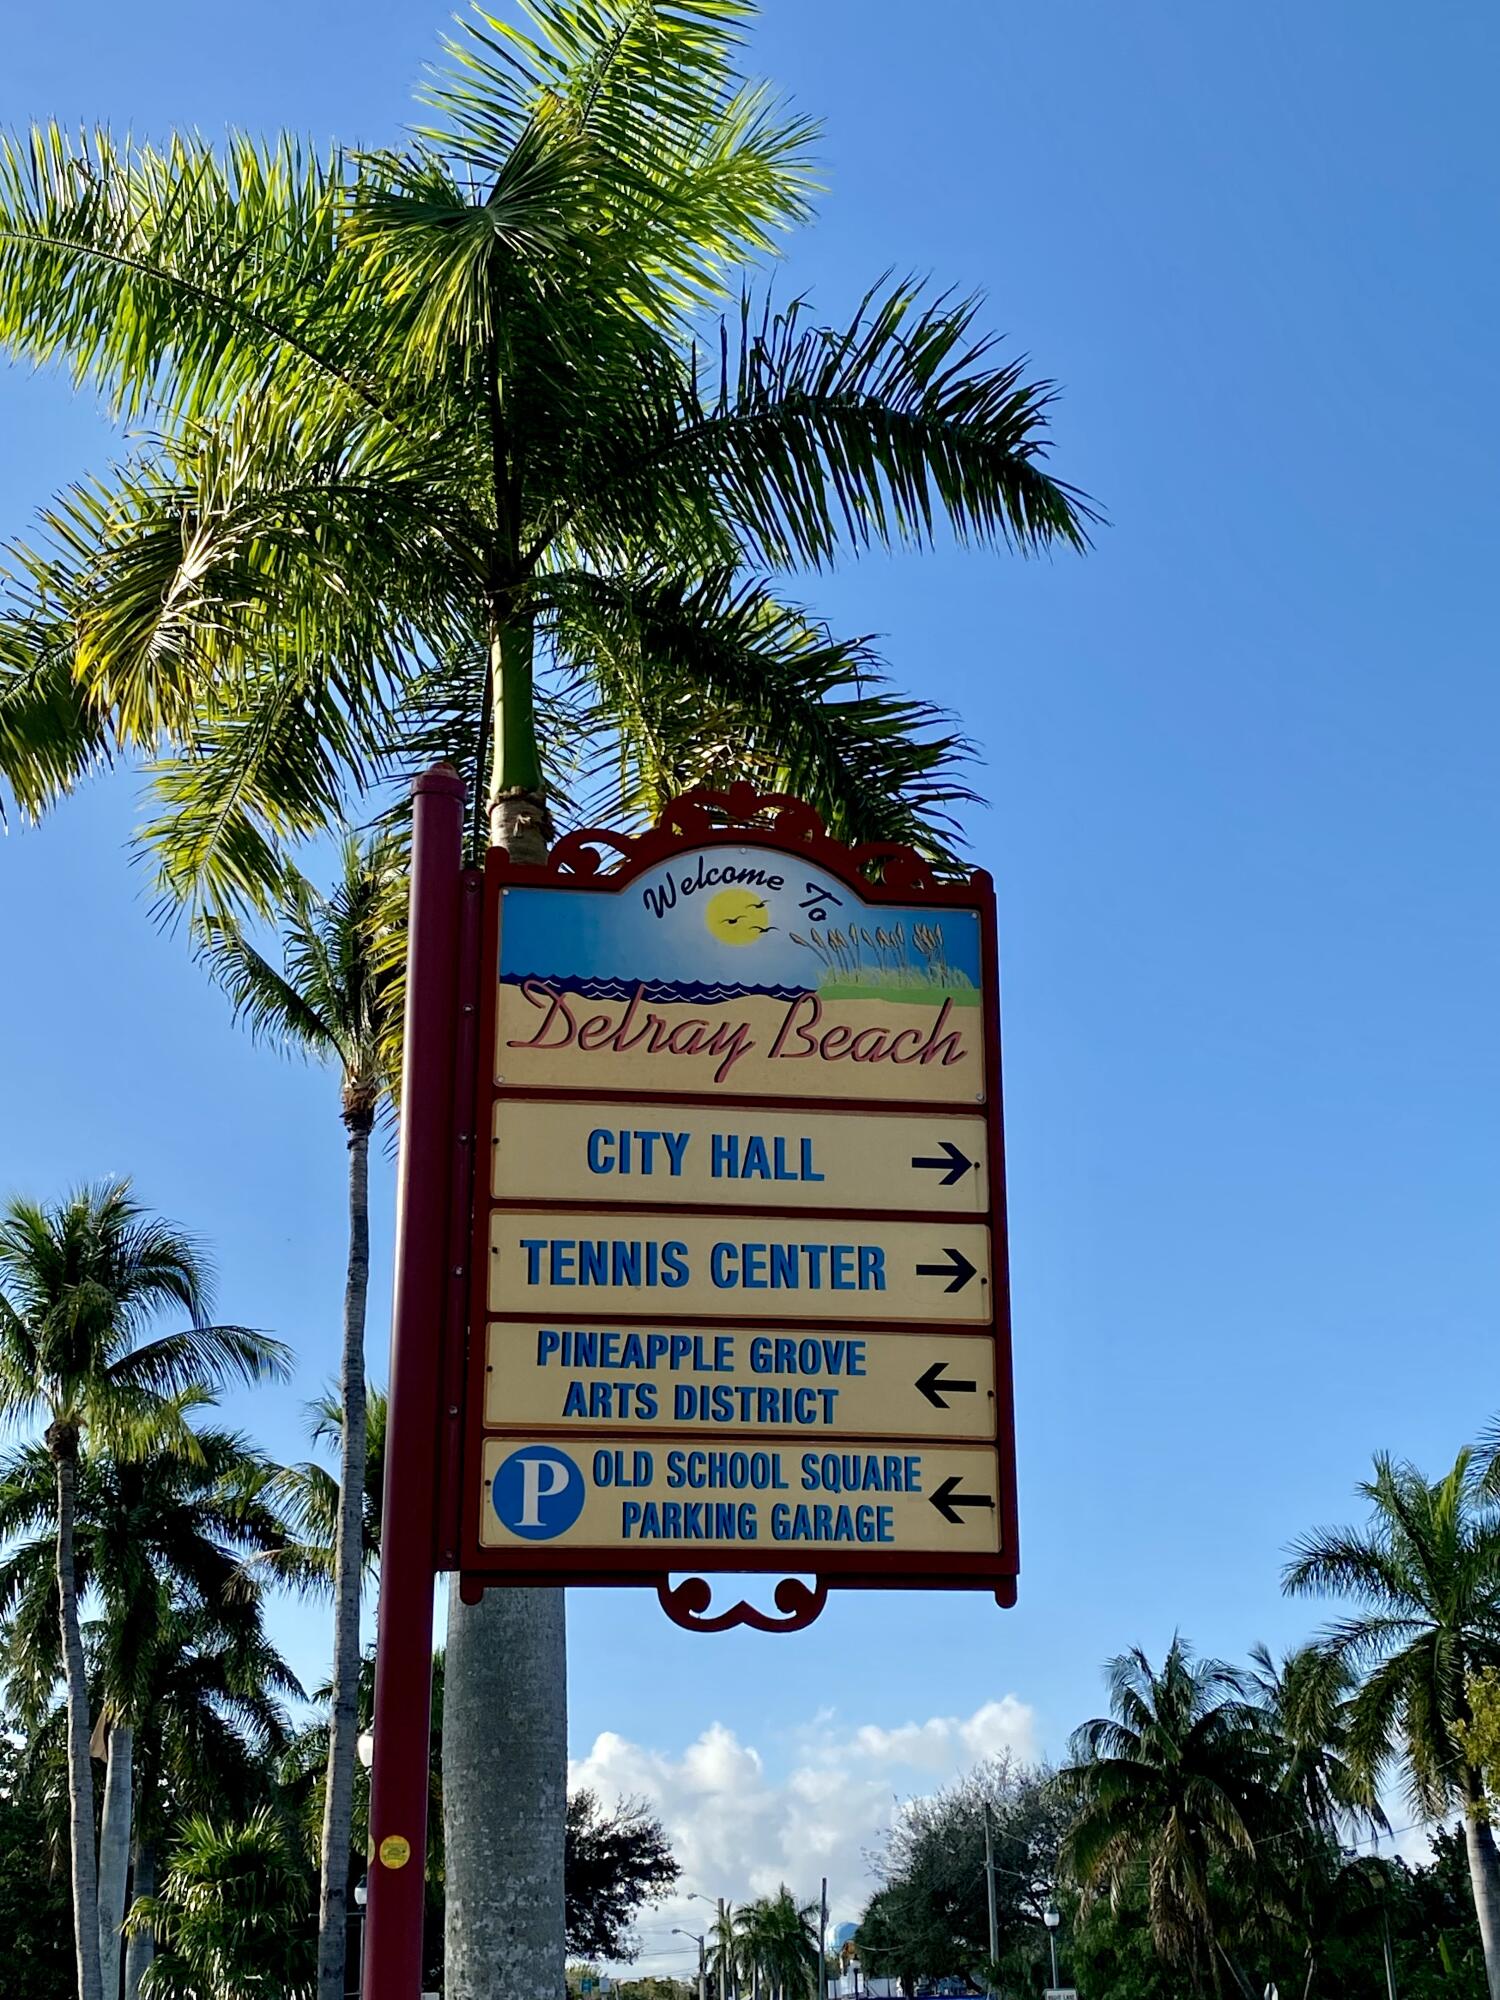 Welcome To
Delray Beach
CITY HALL →
TENNIS CENTER →
PINEAPPLE GROVE
ARTS DISTRICT ←
P OLD SCHOOL SQUARE
PARKING GARAGE ←